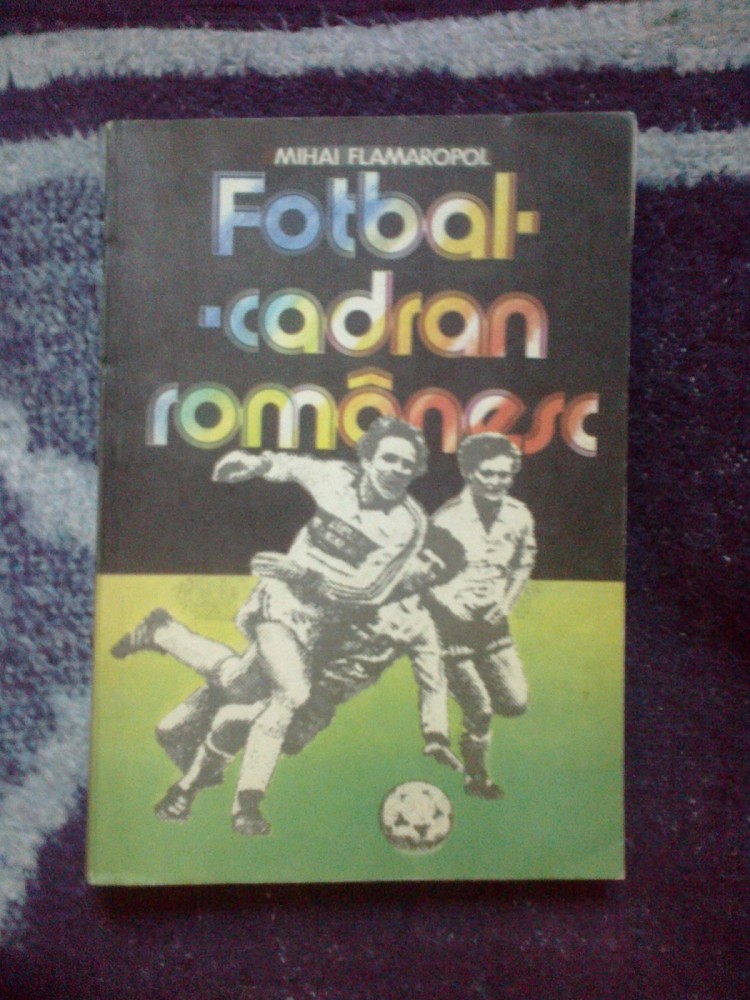 MIHAI FLAMAROPOL
Fotbal-
-cadran
românesc